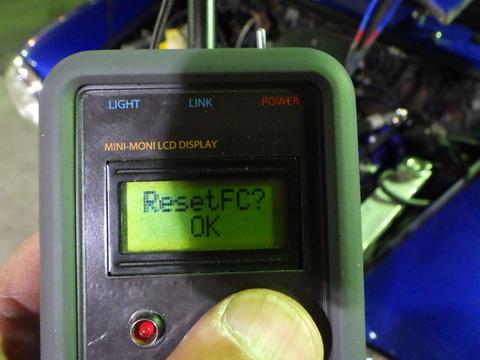 LIGHT LINK POWER
MINI-MONI LCD DISPLAY
ResetFC?
OK